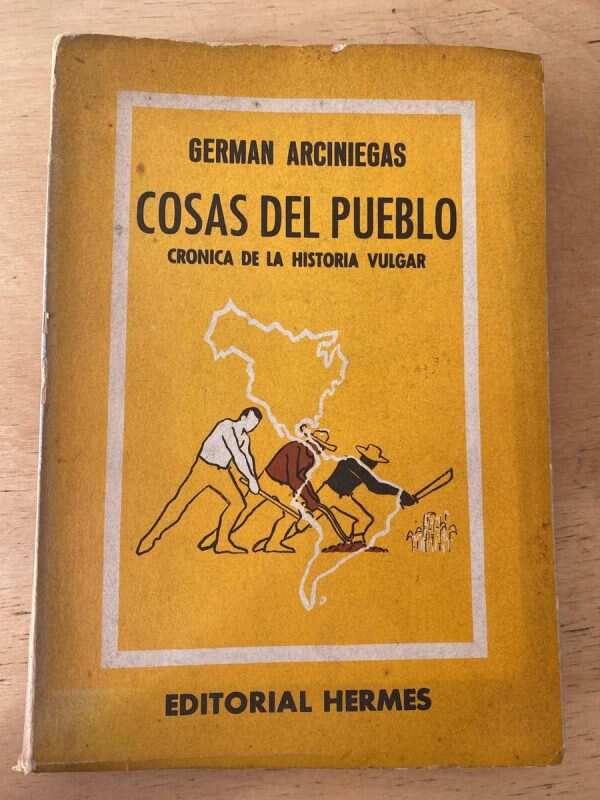 GERMAN ARCINIEGAS
COSAS DEL PUEBLO
CRONICA DE LA HISTORIA VULGAR
EDITORIAL HERMES